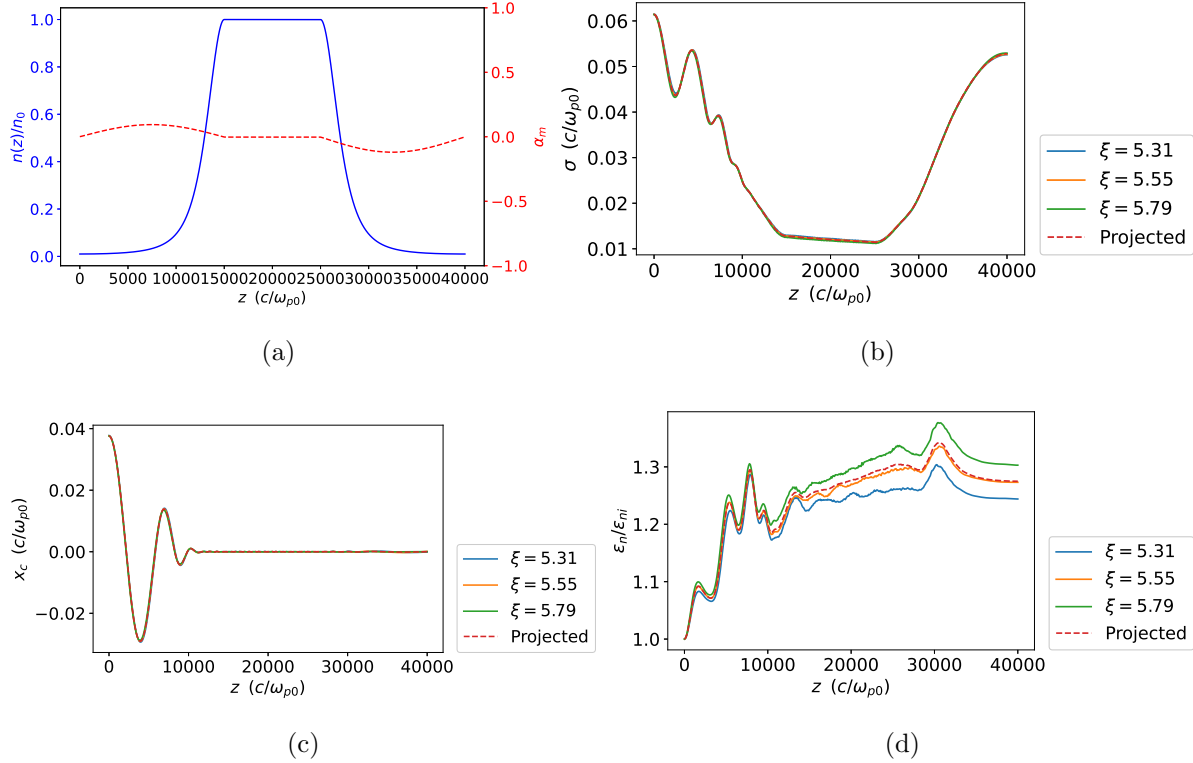 1.0
0.8
0.6
0.4
0.2
0.0
n(z)/n₀
1.0
0.5
0.0
−0.5
−1.0
α_m
0 5000 10000 15000 20000 25000 30000 35000 40000
z (c/ω_p0)
(a)
0.06
0.05
0.04
0.03
0.02
0.01
σ (c/ω_p0)
0 10000 20000 30000 40000
z (c/ω_p0)
ξ = 5.31
ξ = 5.55
ξ = 5.79
Projected
(b)
0.04
0.02
0.00
−0.02
x_c (c/ω_p0)
0 10000 20000 30000 40000
z (c/ω_p0)
ξ = 5.31
ξ = 5.55
ξ = 5.79
Projected
(c)
1.3
1.2
1.1
1.0
ε_n/ε_ni
0 10000 20000 30000 40000
z (c/ω_p0)
ξ = 5.31
ξ = 5.55
ξ = 5.79
Projected
(d)